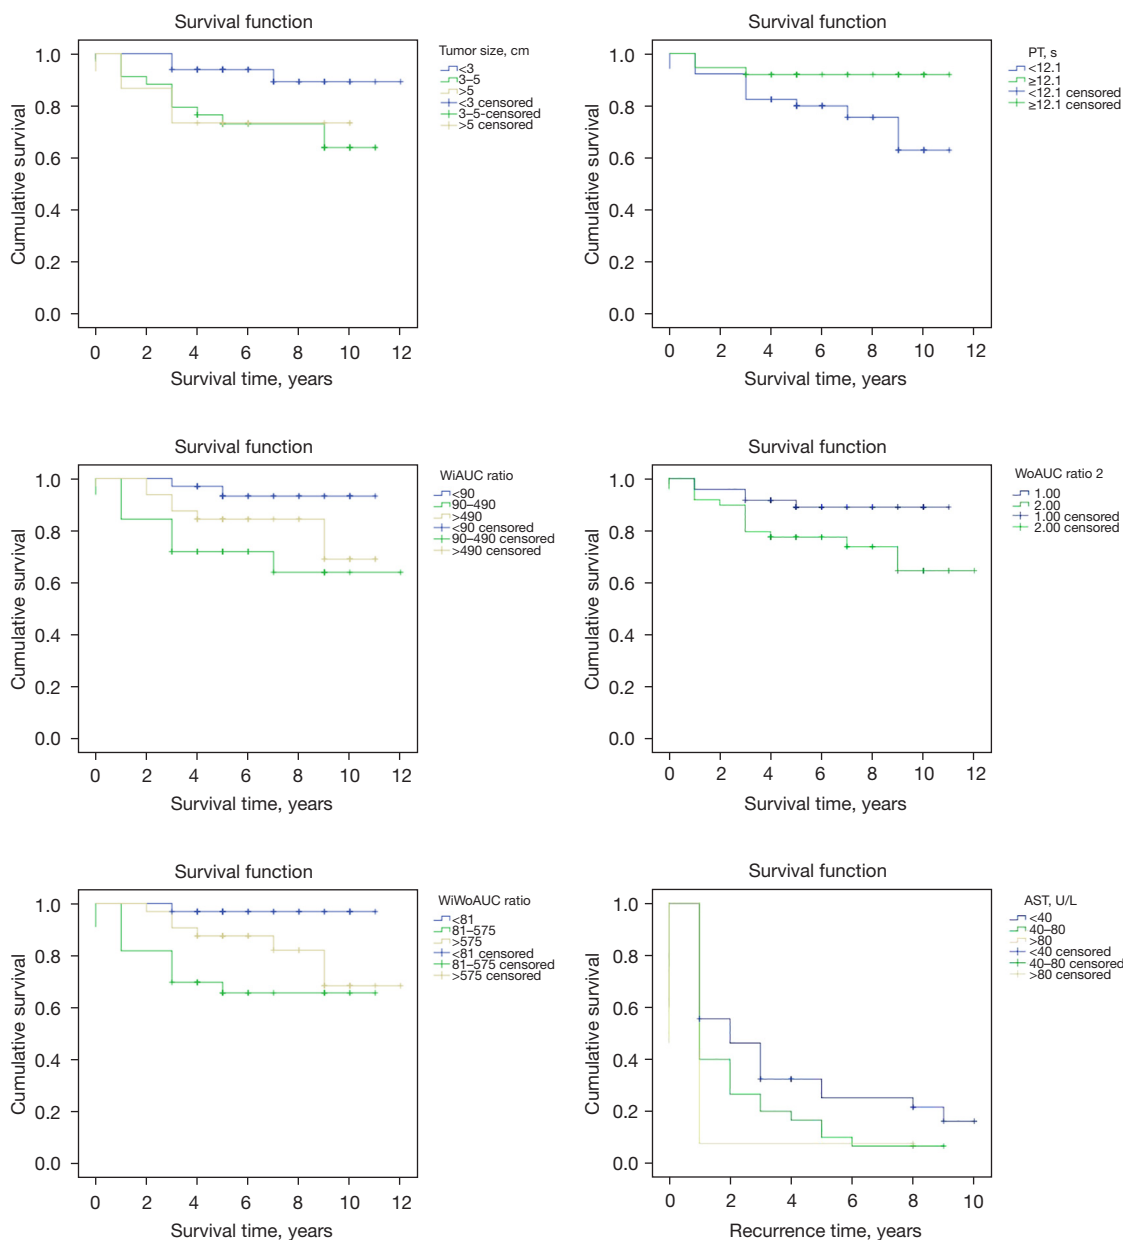 Survival function
Tumor size, cm
<3
3–5
>5
<3 censored
3–5-censored
>5 censored
1.0
0.8
0.6
0.4
0.2
0.0
Cumulative survival
0 2 4 6 8 10 12
Survival time, years
Survival function
PT, s
<12.1
≥12.1
<12.1 censored
≥12.1 censored
1.0
0.8
0.6
0.4
0.2
0.0
Cumulative survival
0 2 4 6 8 10 12
Survival time, years
Survival function
WiAUC ratio
<90
90–490
>490
<90 censored
90–490 censored
>490 censored
1.0
0.8
0.6
0.4
0.2
0.0
Cumulative survival
0 2 4 6 8 10 12
Survival time, years
Survival function
WoAUC ratio 2
1.00
2.00
1.00 censored
2.00 censored
1.0
0.8
0.6
0.4
0.2
0.0
Cumulative survival
0 2 4 6 8 10 12
Survival time, years
Survival function
WiWoAUC ratio
<81
81–575
>575
<81 censored
81–575 censored
>575 censored
1.0
0.8
0.6
0.4
0.2
0.0
Cumulative survival
0 2 4 6 8 10 12
Survival time, years
Survival function
AST, U/L
<40
40–80
>80
<40 censored
40–80 censored
>80 censored
1.0
0.8
0.6
0.4
0.2
0.0
Cumulative survival
0 2 4 6 8 10
Recurrence time, years